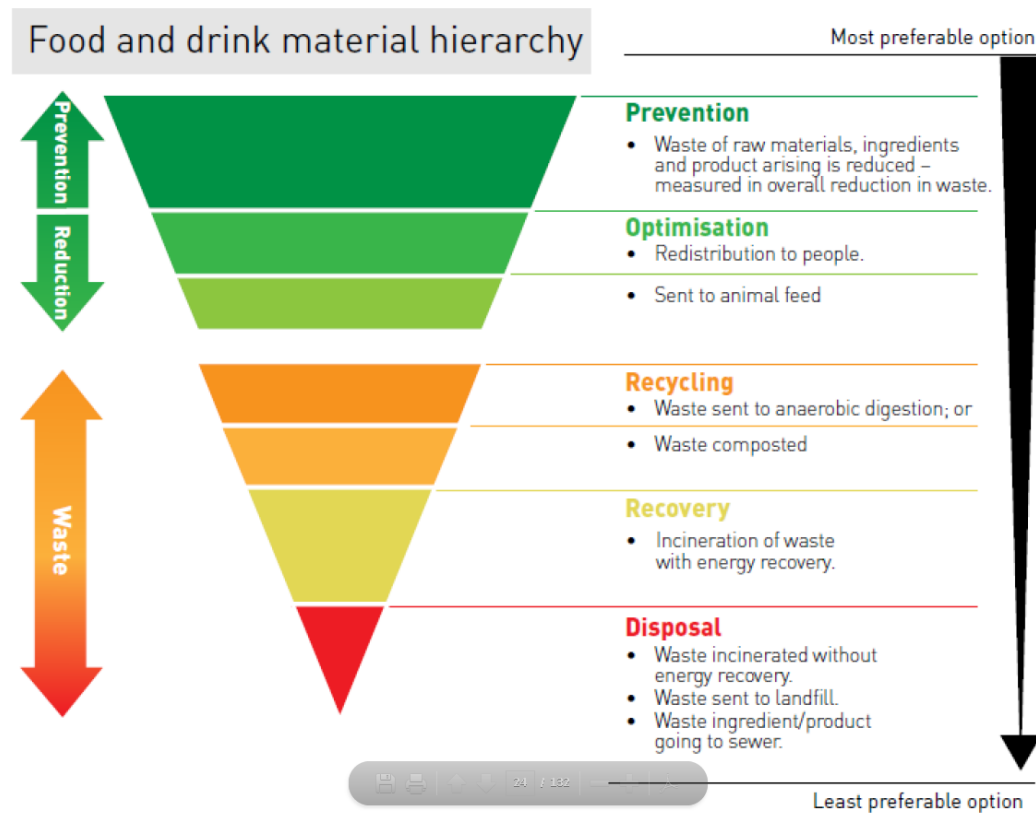 Food and drink material hierarchy
Most preferable option
Prevention
Reduction
Waste
Prevention
• Waste of raw materials, ingredients
and product arising is reduced –
measured in overall reduction in waste.
Optimisation
• Redistribution to people.
• Sent to animal feed
Recycling
• Waste sent to anaerobic digestion; or
• Waste composted
Recovery
• Incineration of waste
with energy recovery.
Disposal
• Waste incinerated without
energy recovery.
• Waste sent to landfill.
• Waste ingredient/product
going to sewer.
24 / 132
Least preferable option